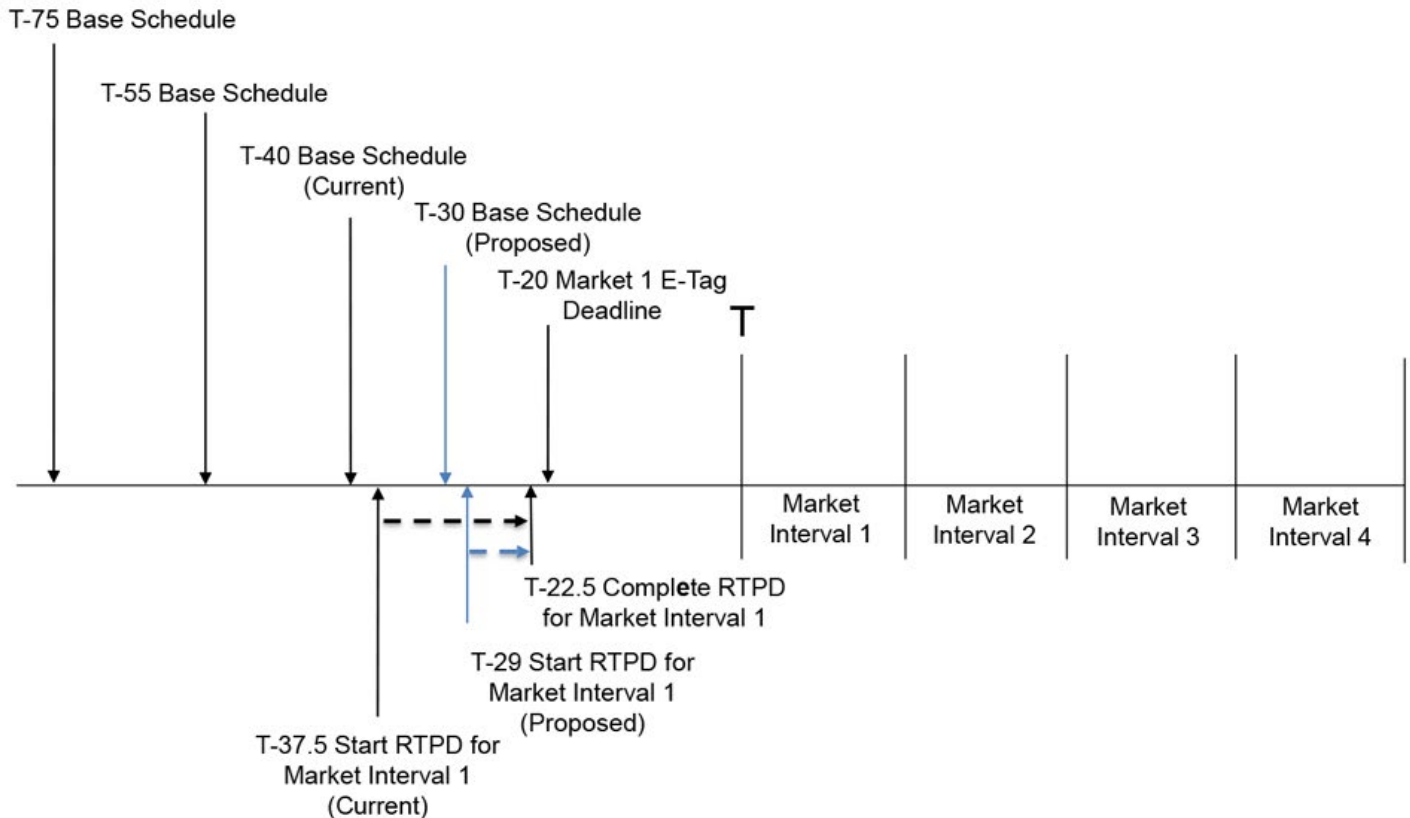 T-75 Base Schedule
T-55 Base Schedule
T-40 Base Schedule
(Current)
T-30 Base Schedule
(Proposed)
T-20 Market 1 E-Tag
Deadline
T
Market
Interval 1
Market
Interval 2
Market
Interval 3
Market
Interval 4
T-22.5 Complete RTPD
for Market Interval 1
T-29 Start RTPD for
Market Interval 1
(Proposed)
T-37.5 Start RTPD for
Market Interval 1
(Current)